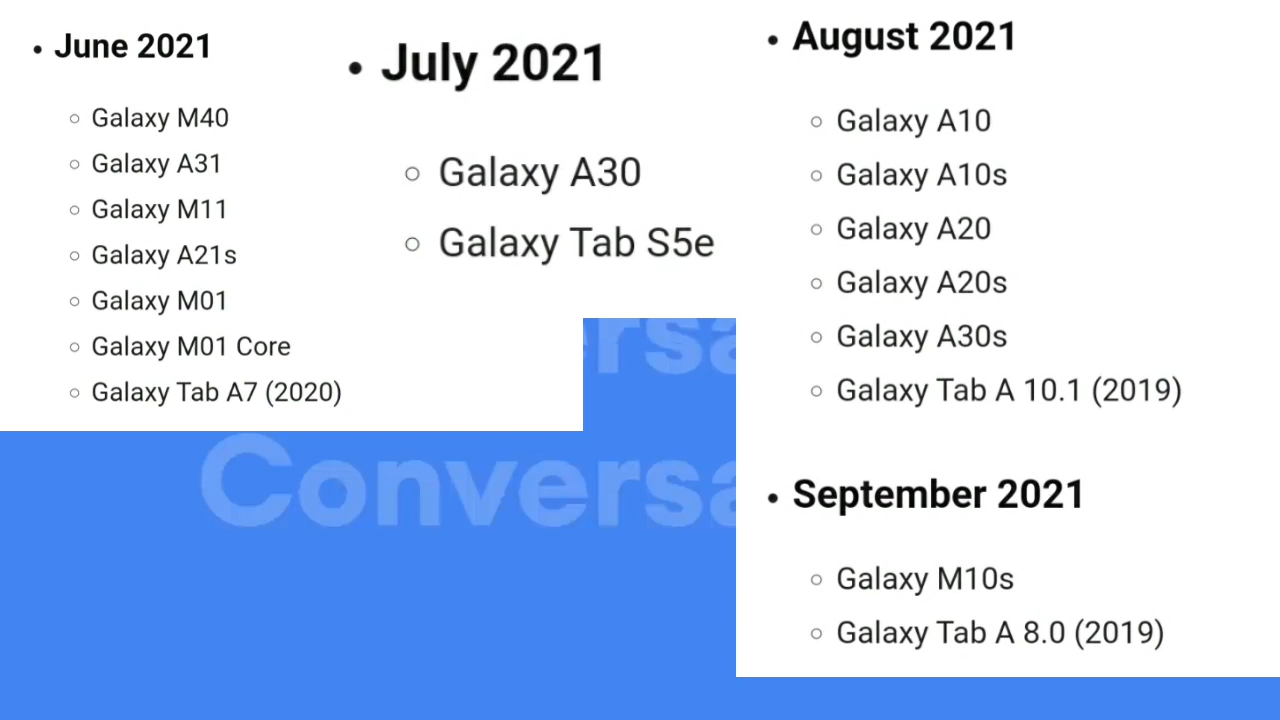 June 2021
Galaxy M40
Galaxy A31
Galaxy M11
Galaxy A21s
Galaxy M01
Galaxy M01 Core
Galaxy Tab A7 (2020)
July 2021
Galaxy A30
Galaxy Tab S5e
August 2021
Galaxy A10
Galaxy A10s
Galaxy A20
Galaxy A20s
Galaxy A30s
Galaxy Tab A 10.1 (2019)
September 2021
Galaxy M10s
Galaxy Tab A 8.0 (2019)
ersa
Conversa